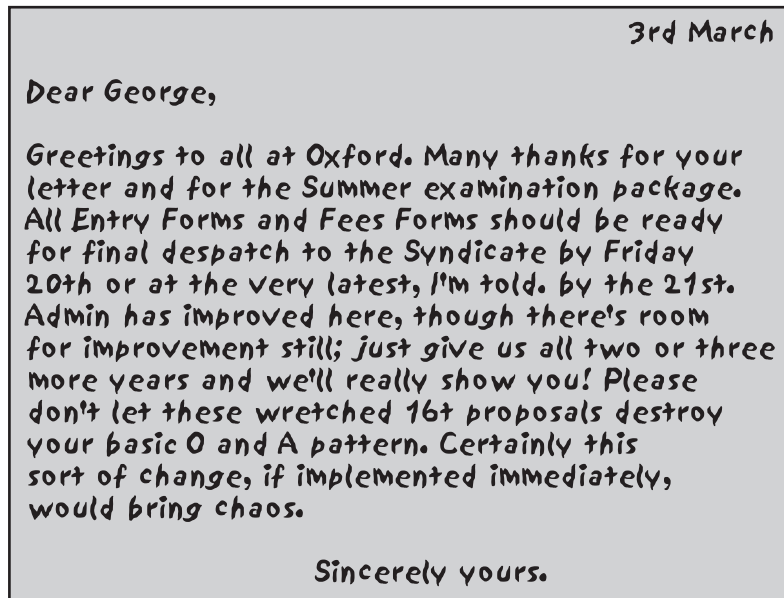 3rd March
Dear George,
Greetings to all at Oxford. Many thanks for your
letter and for the Summer examination package.
All Entry Forms and Fees Forms should be ready
for final despatch to the Syndicate by Friday
20th or at the very latest, I'm told. by the 21st.
Admin has improved here, though there's room
for improvement still; just give us all two or three
more years and we'll really show you! Please
don't let these wretched 16t proposals destroy
your basic O and A pattern. Certainly this
sort of change, if implemented immediately,
would bring chaos.
Sincerely yours.